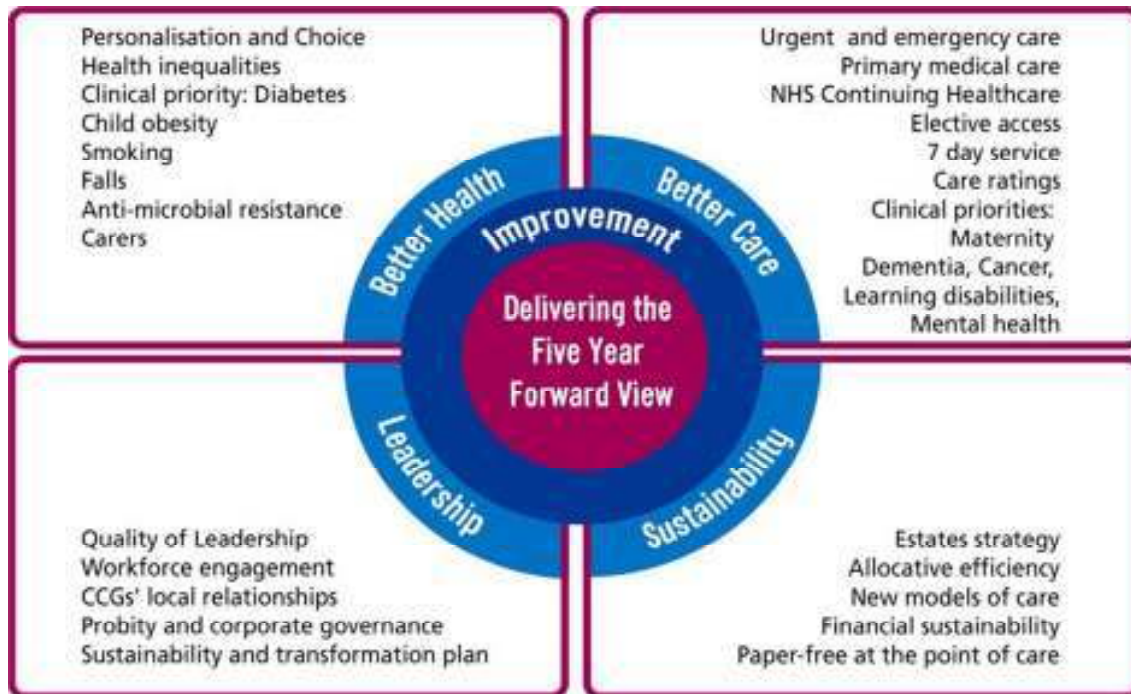 Personalisation and Choice
Health inequalities
Clinical priority: Diabetes
Child obesity
Smoking
Falls
Anti-microbial resistance
Carers
Urgent and emergency care
Primary medical care
NHS Continuing Healthcare
Elective access
7 day service
Care ratings
Clinical priorities:
Maternity
Dementia, Cancer,
Learning disabilities,
Mental health
Better Health
Better Care
Improvement
Delivering the
Five Year
Forward View
Leadership
Sustainability
Quality of Leadership
Workforce engagement
CCGs' local relationships
Probity and corporate governance
Sustainability and transformation plan
Estates strategy
Allocative efficiency
New models of care
Financial sustainability
Paper-free at the point of care